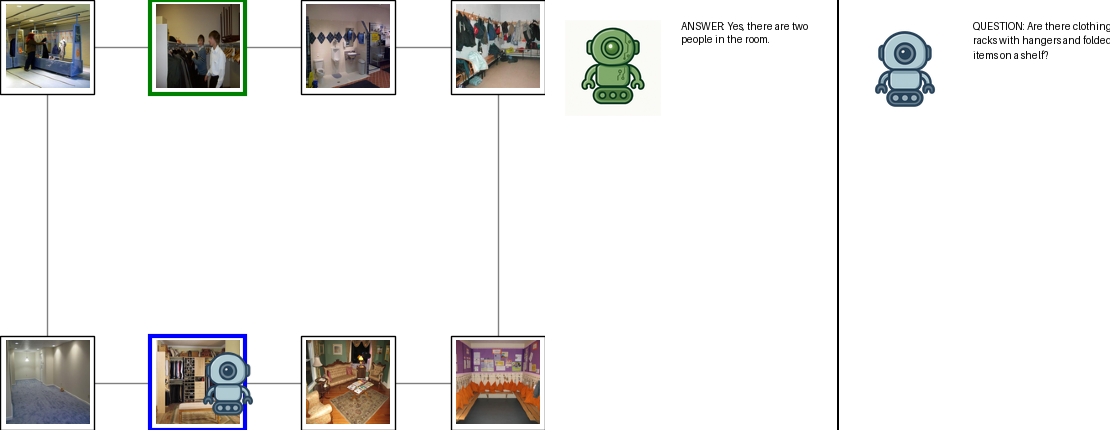 ANSWER: Yes, there are two
people in the room.
QUESTION: Are there clothing
racks with hangers and folded
items on a shelf?